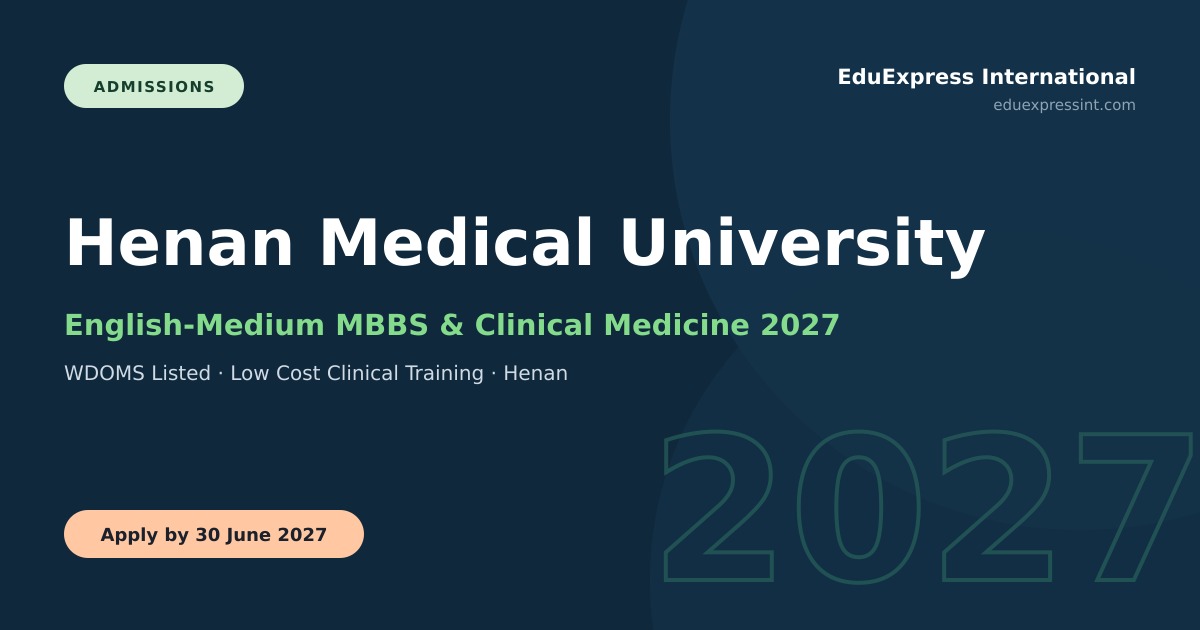 ADMISSIONS
EduExpress International
eduexpressint.com
Henan Medical University
English-Medium MBBS & Clinical Medicine 2027
WDOMS Listed · Low Cost Clinical Training · Henan
2027
Apply by 30 June 2027